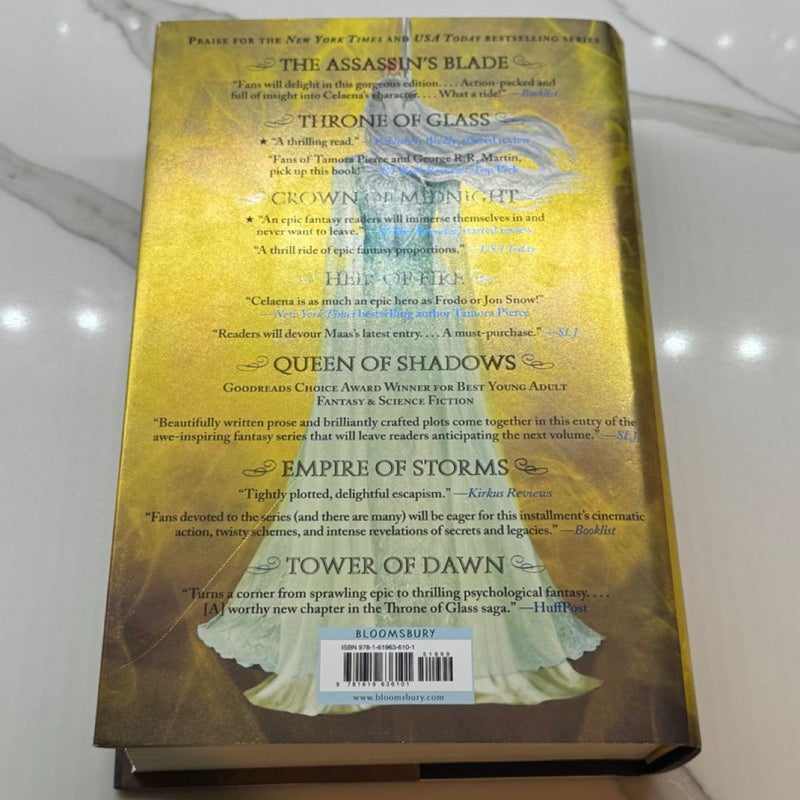 PRAISE FOR THE NEW YORK TIMES AND USA TODAY BESTSELLING SERIES
THE ASSASSIN'S BLADE
"Fans will delight in this gorgeous edition. . . . Action-packed and
full of insight into Celaena's character. . . . What a ride!" —Booklist
THRONE OF GLASS
★ "A thrilling read." —Publishers Weekly, starred review
"Fans of Tamora Pierce and George R.R. Martin,
pick up this book!" —RT Book Reviews, Top Pick
CROWN OF MIDNIGHT
★ "An epic fantasy readers will immerse themselves in and
never want to leave." —Kirkus Reviews, starred review
"A thrill ride of epic fantasy proportions." —USA Today
HEIR OF FIRE
"Celaena is as much an epic hero as Frodo or Jon Snow!"
—New York Times bestselling author Tamora Pierce
"Readers will devour Maas's latest entry. . . . A must-purchase." —SLJ
QUEEN OF SHADOWS
GOODREADS CHOICE AWARD WINNER FOR BEST YOUNG ADULT
FANTASY & SCIENCE FICTION
"Beautifully written prose and brilliantly crafted plots come together in this entry of the
awe-inspiring fantasy series that will leave readers anticipating the next volume." —SLJ
EMPIRE OF STORMS
"Tightly plotted, delightful escapism." —Kirkus Reviews
"Fans devoted to the series (and there are many) will be eager for this installment's cinematic
action, twisty schemes, and intense revelations of secrets and legacies." —Booklist
TOWER OF DAWN
"Turns a corner from sprawling epic to thrilling psychological fantasy. . . .
[A] worthy new chapter in the Throne of Glass saga." —HuffPost
BLOOMSBURY
ISBN 978-1-61963-610-1
51899
9 781619 636101
www.bloomsbury.com